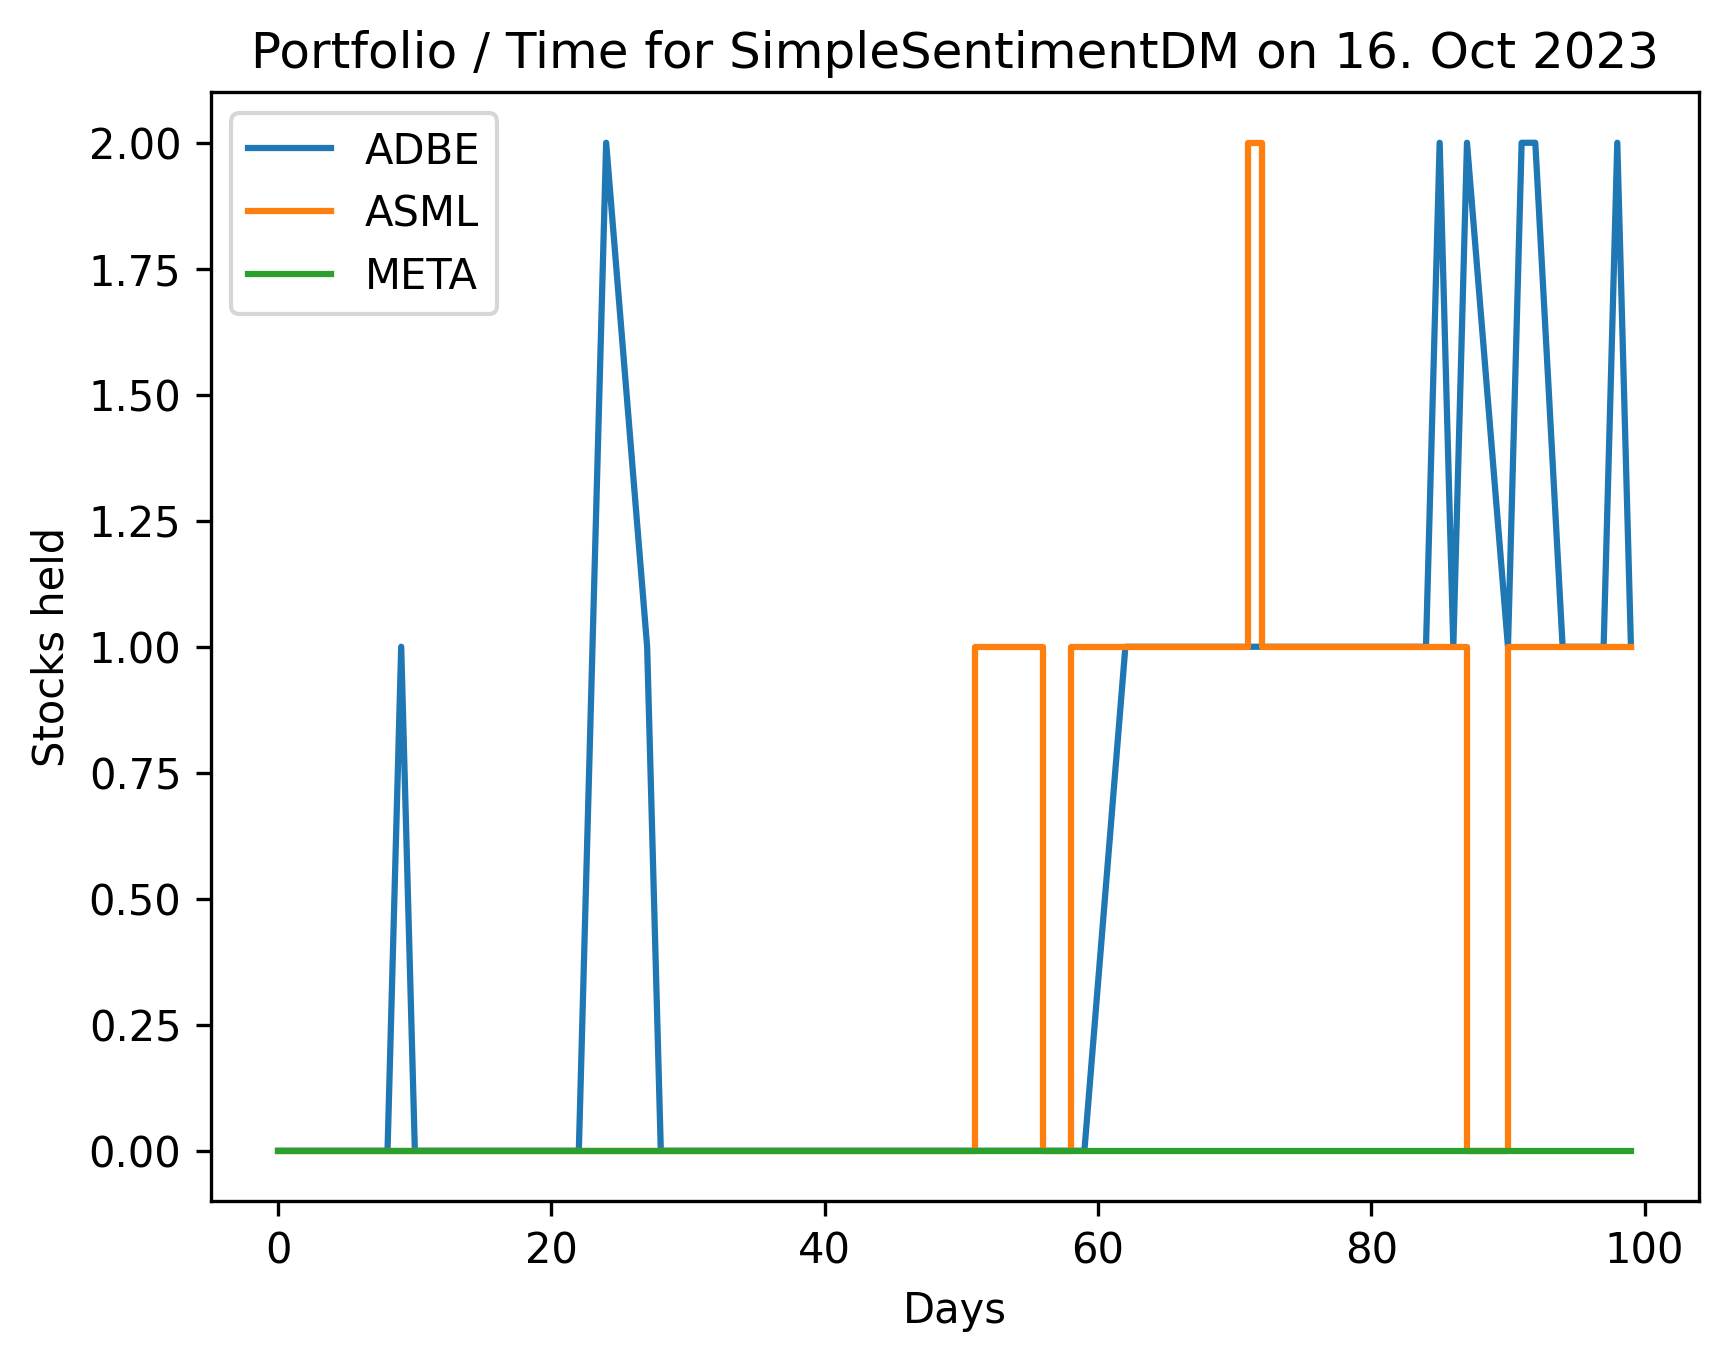 Portfolio / Time for SimpleSentimentDM on 16. Oct 2023
ADBE
ASML
META
2.00
1.75
1.50
1.25
1.00
0.75
0.50
0.25
0.00
Stocks held
0 20 40 60 80 100
Days